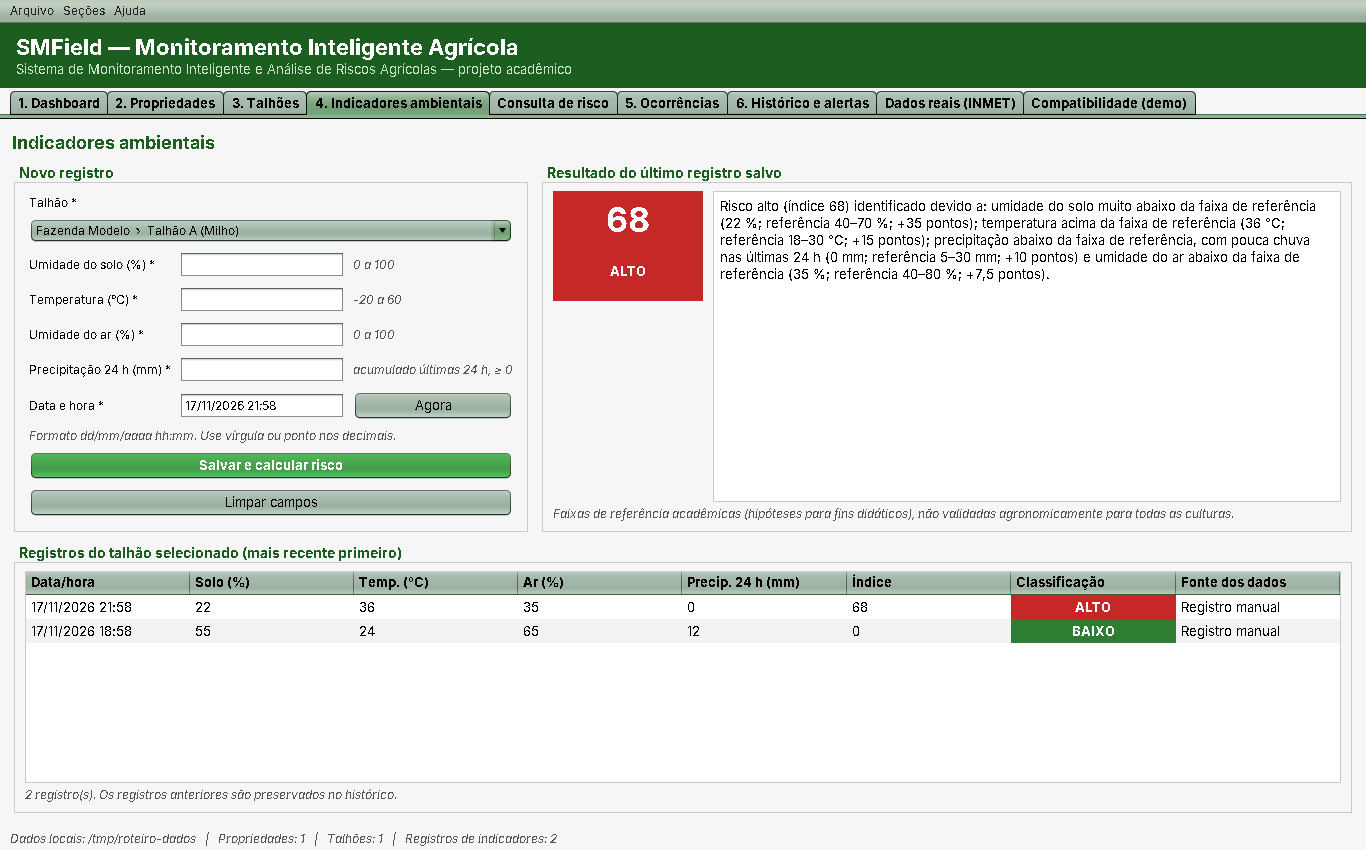 Arquivo Seções Ajuda
SMField — Monitoramento Inteligente Agrícola
Sistema de Monitoramento Inteligente e Análise de Riscos Agrícolas — projeto acadêmico
1. Dashboard 2. Propriedades 3. Talhões 4. Indicadores ambientais Consulta de risco 5. Ocorrências 6. Histórico e alertas Dados reais (INMET) Compatibilidade (demo)
Indicadores ambientais
Novo registro
Talhão *
Fazenda Modelo › Talhão A (Milho)
Umidade do solo (%) * 0 a 100
Temperatura (°C) * -20 a 60
Umidade do ar (%) * 0 a 100
Precipitação 24 h (mm) * acumulado últimas 24 h, ≥ 0
Data e hora * 17/11/2026 21:58 Agora
Formato dd/mm/aaaa hh:mm. Use vírgula ou ponto nos decimais.
Salvar e calcular risco
Limpar campos
Resultado do último registro salvo
68
ALTO
Risco alto (índice 68) identificado devido a: umidade do solo muito abaixo da faixa de referência
(22 %; referência 40–70 %; +35 pontos); temperatura acima da faixa de referência (36 °C;
referência 18–30 °C; +15 pontos); precipitação abaixo da faixa de referência, com pouca chuva
nas últimas 24 h (0 mm; referência 5–30 mm; +10 pontos) e umidade do ar abaixo da faixa de
referência (35 %; referência 40–80 %; +7,5 pontos).
Faixas de referência acadêmicas (hipóteses para fins didáticos), não validadas agronomicamente para todas as culturas.
Registros do talhão selecionado (mais recente primeiro)
Data/hora Solo (%) Temp. (°C) Ar (%) Precip. 24 h (mm) Índice Classificação Fonte dos dados
17/11/2026 21:58 22 36 35 0 68 ALTO Registro manual
17/11/2026 18:58 55 24 65 12 0 BAIXO Registro manual
2 registro(s). Os registros anteriores são preservados no histórico.
Dados locais: /tmp/roteiro-dados | Propriedades: 1 | Talhões: 1 | Registros de indicadores: 2